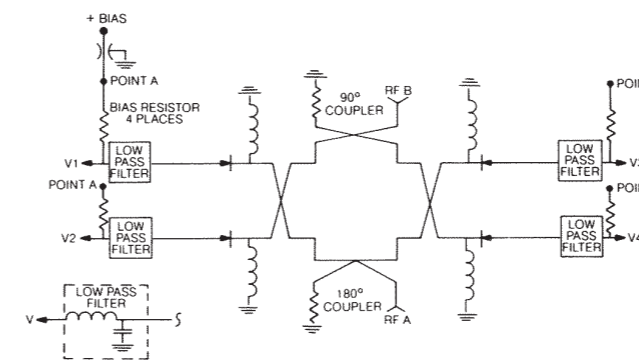 + BIAS
POINT A
BIAS RESISTOR
4 PLACES
V1
LOW
PASS
FILTER
POINT A
V2
LOW
PASS
FILTER
90°
COUPLER
RF B
180°
COUPLER
RF A
LOW
PASS
FILTER
LOW
PASS
FILTER
V4
LOW PASS
FILTER
V